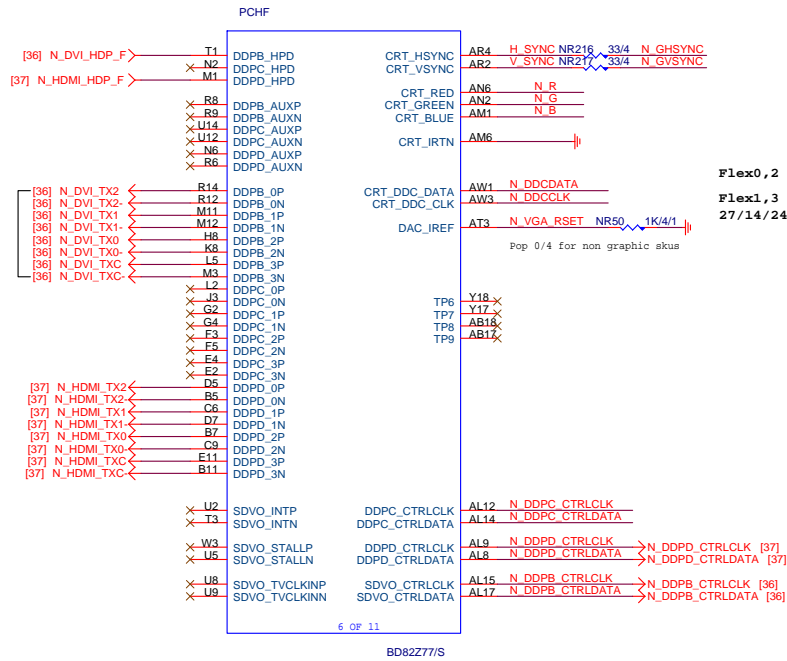 PCHF
[36] N_DVI_HDP_F T1 DDPB_HPD CRT_HSYNC AR4 H_SYNC NR216 33/4 N_GHSYNC
N2 DDPC_HPD CRT_VSYNC AR2 V_SYNC NR217 33/4 N_GVSYNC
[37] N_HDMI_HDP_F M1 DDPD_HPD
CRT_RED AN6 N_R
R8 DDPB_AUXP CRT_GREEN AN2 N_G
R9 DDPB_AUXN CRT_BLUE AM1 N_B
U14 DDPC_AUXP
U12 DDPC_AUXN CRT_IRTN AM6
N6 DDPD_AUXP
R6 DDPD_AUXN
Flex0,2
[36] N_DVI_TX2 R14 DDPB_0P CRT_DDC_DATA AW1 N_DDCDATA
[36] N_DVI_TX2- R12 DDPB_0N CRT_DDC_CLK AW3 N_DDCCLK
Flex1,3
[36] N_DVI_TX1 M11 DDPB_1P
27/14/24
[36] N_DVI_TX1- M12 DDPB_1N DAC_IREF AT3 N_VGA_RSET NR50 1K/4/1
[36] N_DVI_TX0 H8 DDPB_2P
Pop 0/4 for non graphic skus
[36] N_DVI_TX0- K8 DDPB_2N
[36] N_DVI_TXC L5 DDPB_3P
[36] N_DVI_TXC- M3 DDPB_3N
L2 DDPC_0P
J3 DDPC_0N TP6 Y18
G2 DDPC_1P TP7 Y17
G4 DDPC_1N TP8 AB18
F3 DDPC_2P TP9 AB17
F5 DDPC_2N
E4 DDPC_3P
E2 DDPC_3N
[37] N_HDMI_TX2 D5 DDPD_0P
[37] N_HDMI_TX2- B5 DDPD_0N
[37] N_HDMI_TX1 C6 DDPD_1P
[37] N_HDMI_TX1- D7 DDPD_1N
[37] N_HDMI_TX0 B7 DDPD_2P
[37] N_HDMI_TX0- C9 DDPD_2N
[37] N_HDMI_TXC E11 DDPD_3P
[37] N_HDMI_TXC- B11 DDPD_3N
U2 SDVO_INTP DDPC_CTRLCLK AL12 N_DDPC_CTRLCLK
T3 SDVO_INTN DDPC_CTRLDATA AL14 N_DDPC_CTRLDATA
W3 SDVO_STALLP DDPD_CTRLCLK AL9 N_DDPD_CTRLCLK N_DDPD_CTRLCLK [37]
U5 SDVO_STALLN DDPD_CTRLDATA AL8 N_DDPD_CTRLDATA N_DDPD_CTRLDATA [37]
U8 SDVO_TVCLKINP SDVO_CTRLCLK AL15 N_DDPB_CTRLCLK N_DDPB_CTRLCLK [36]
U9 SDVO_TVCLKINN SDVO_CTRLDATA AL17 N_DDPB_CTRLDATA N_DDPB_CTRLDATA [36]
6 OF 11
BD82Z77/S